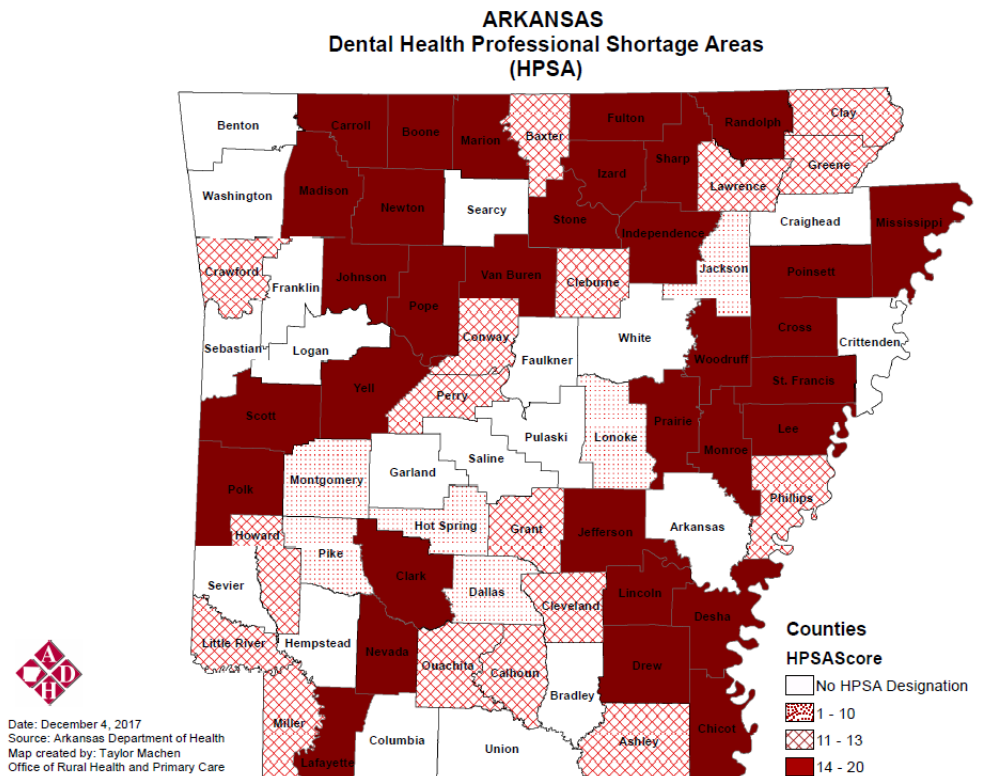 ARKANSAS
Dental Health Professional Shortage Areas
(HPSA)
Benton
Carroll
Boone
Marion
Baxter
Fulton
Randolph
Clay
Greene
Sharp
Izard
Lawrence
Washington
Madison
Newton
Searcy
Stone
Independence
Craighead
Mississippi
Crawford
Franklin
Johnson
Pope
Van Buren
Cleburne
Jackson
Poinsett
Sebastian
Logan
Conway
Faulkner
White
Woodruff
Cross
Crittenden
Scott
Yell
Perry
St. Francis
Pulaski
Lonoke
Prairie
Lee
Saline
Monroe
Polk
Montgomery
Garland
Phillips
Howard
Pike
Hot Spring
Grant
Jefferson
Arkansas
Sevier
Clark
Dallas
Cleveland
Lincoln
Desha
Little River
Hempstead
Nevada
Ouachita
Calhoun
Drew
Bradley
Miller
Lafayette
Columbia
Union
Ashley
Chicot
Counties
HPSAScore
No HPSA Designation
1 - 10
11 - 13
14 - 20
A
C D
H
Date: December 4, 2017
Source: Arkansas Department of Health
Map created by: Taylor Machen
Office of Rural Health and Primary Care